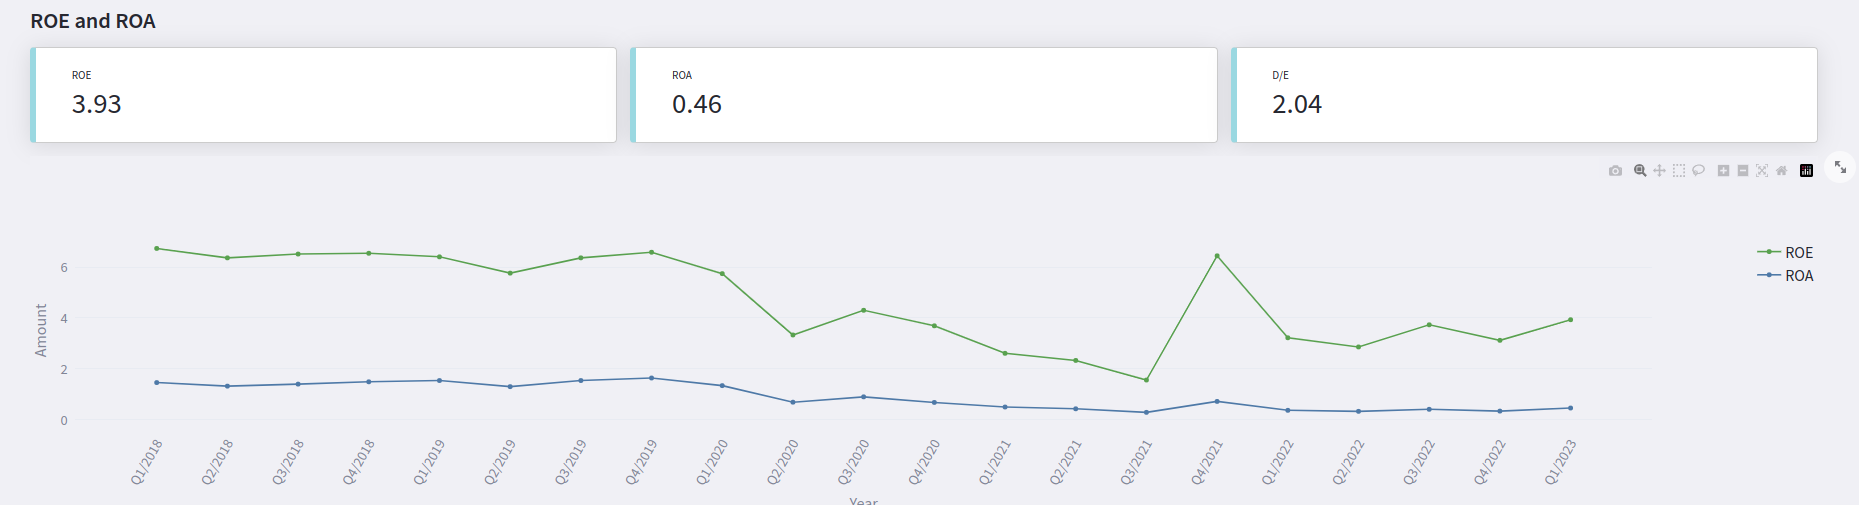 ROE and ROA
ROE
3.93
ROA
0.46
D/E
2.04
ROE
ROA
Amount
6
4
2
0
Q1/2018
Q2/2018
Q3/2018
Q4/2018
Q1/2019
Q2/2019
Q3/2019
Q4/2019
Q1/2020
Q2/2020
Q3/2020
Q4/2020
Q1/2021
Q2/2021
Q3/2021
Q4/2021
Q1/2022
Q2/2022
Q3/2022
Q4/2022
Q1/2023
Year